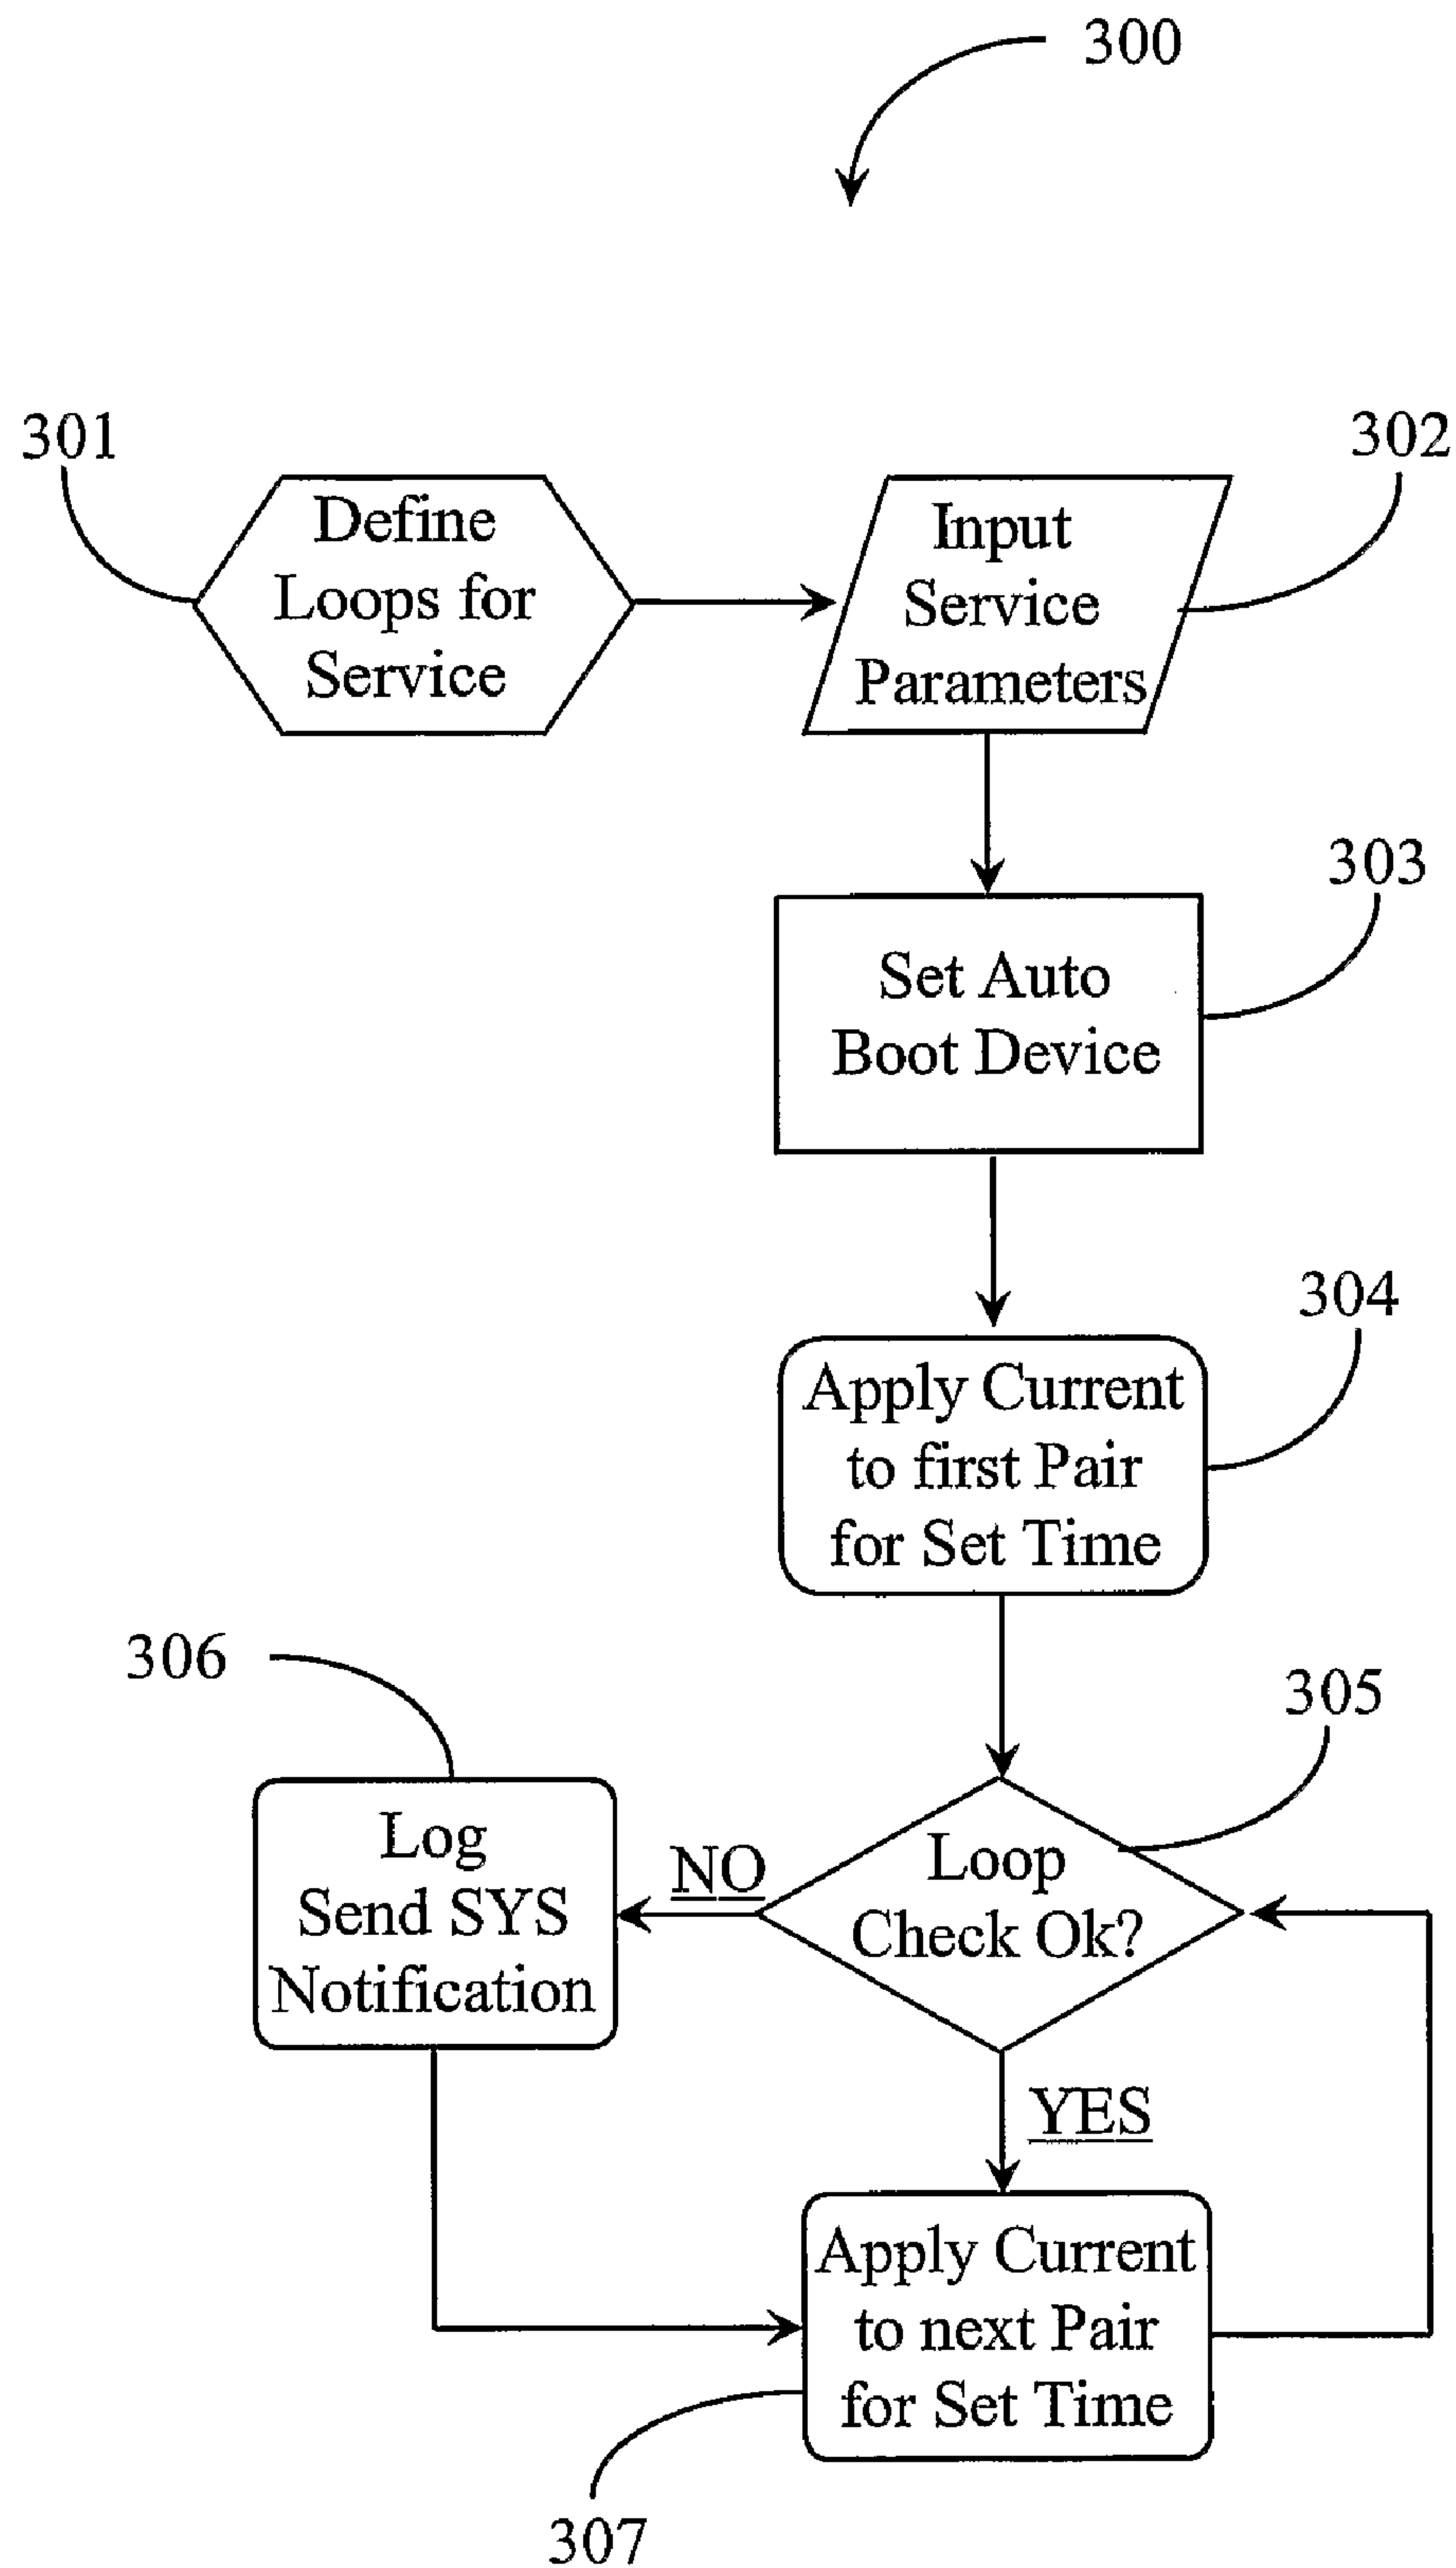 300
301
Define
Loops for
Service
302
Input
Service
Parameters
303
Set Auto
Boot Device
304
Apply Current
to first Pair
for Set Time
305
Loop
Check Ok?
NO
306
Log
Send SYS
Notification
YES
Apply Current
to next Pair
for Set Time
307